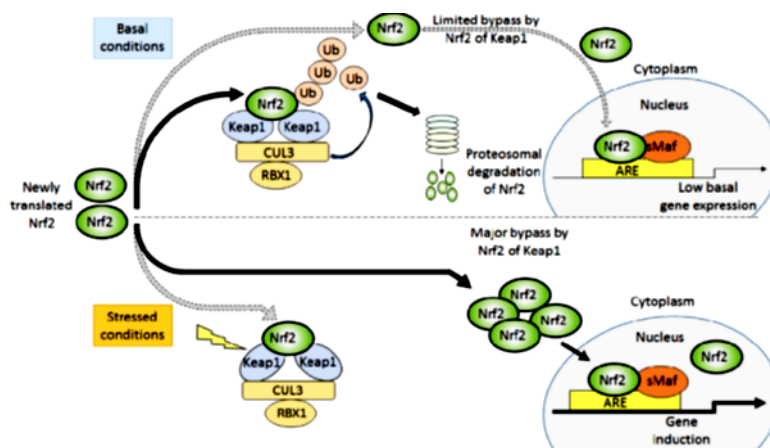 Basal
conditions
Nrf2
Limited bypass by
Nrf2 of Keap1
Nrf2
Cytoplasm
Nucleus
Ub
Ub
Ub
Ub
Nrf2
Keap1
Keap1
CUL3
RBX1
Proteosomal
degradation
of Nrf2
Nrf2
sMaf
ARE
Low basal
gene expression
Newly
translated
Nrf2
Nrf2
Nrf2
Major bypass by
Nrf2 of Keap1
Stressed
conditions
Nrf2
Keap1
Keap1
CUL3
RBX1
Nrf2
Nrf2
Nrf2
Nrf2
Cytoplasm
Nucleus
Nrf2
Nrf2
sMaf
ARE
Gene
induction